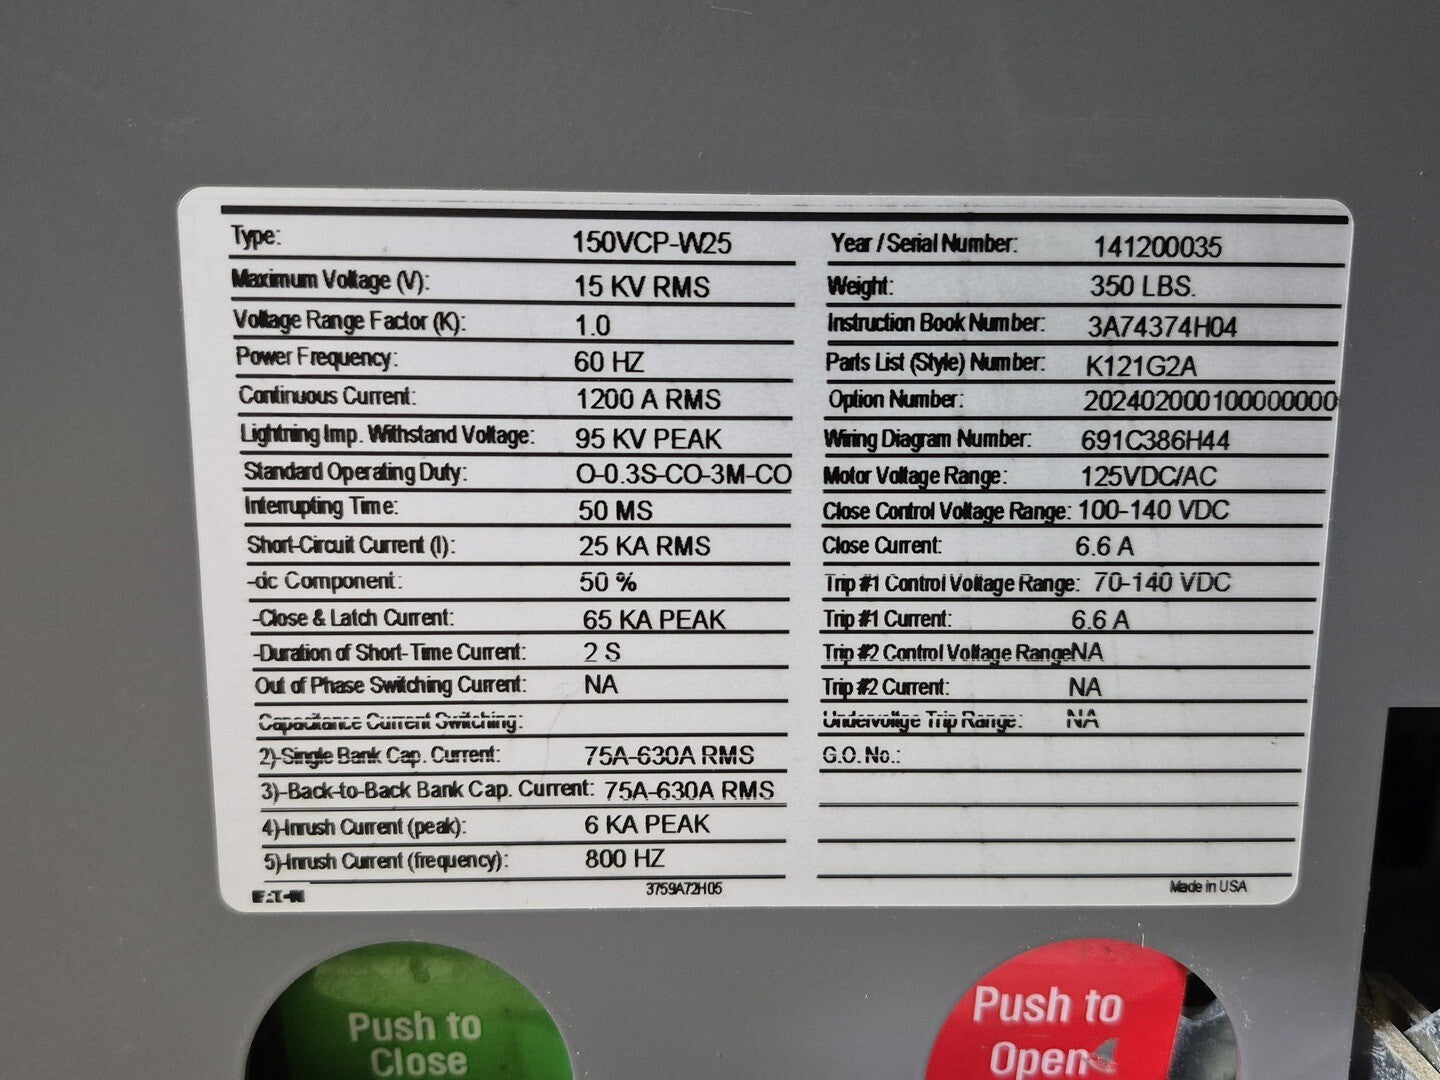 Type: 150VCP-W25
Maximum Voltage (V): 15 KV RMS
Voltage Range Factor (K): 1.0
Power Frequency: 60 HZ
Continuous Current: 1200 A RMS
Lightning Imp. Withstand Voltage: 95 KV PEAK
Standard Operating Duty: O-0.3S-CO-3M-CO
Interrupting Time: 50 MS
Short-Circuit Current (I): 25 KA RMS
-dc Component: 50 %
-Close & Latch Current: 65 KA PEAK
-Duration of Short-Time Current: 2 S
Out of Phase Switching Current: NA
Capacitance Current Switching:
2)-Single Bank Cap. Current: 75A-630A RMS
3)-Back-to-Back Bank Cap. Current: 75A-630A RMS
4)-Inrush Current (peak): 6 KA PEAK
5)-Inrush Current (frequency): 800 HZ
EATON
3759A72H05
Year / Serial Number: 141200035
Weight: 350 LBS.
Instruction Book Number: 3A74374H04
Parts List (Style) Number: K121G2A
Option Number: 202402000100000000
Wiring Diagram Number: 691C386H44
Motor Voltage Range: 125VDC/AC
Close Control Voltage Range: 100-140 VDC
Close Current: 6.6 A
Trip #1 Control Voltage Range: 70-140 VDC
Trip #1 Current: 6.6 A
Trip #2 Control Voltage Range NA
Trip #2 Current: NA
Undervoltge Trip Range: NA
G.O. No.:
Made in USA
Push to
Close
Push to
Open